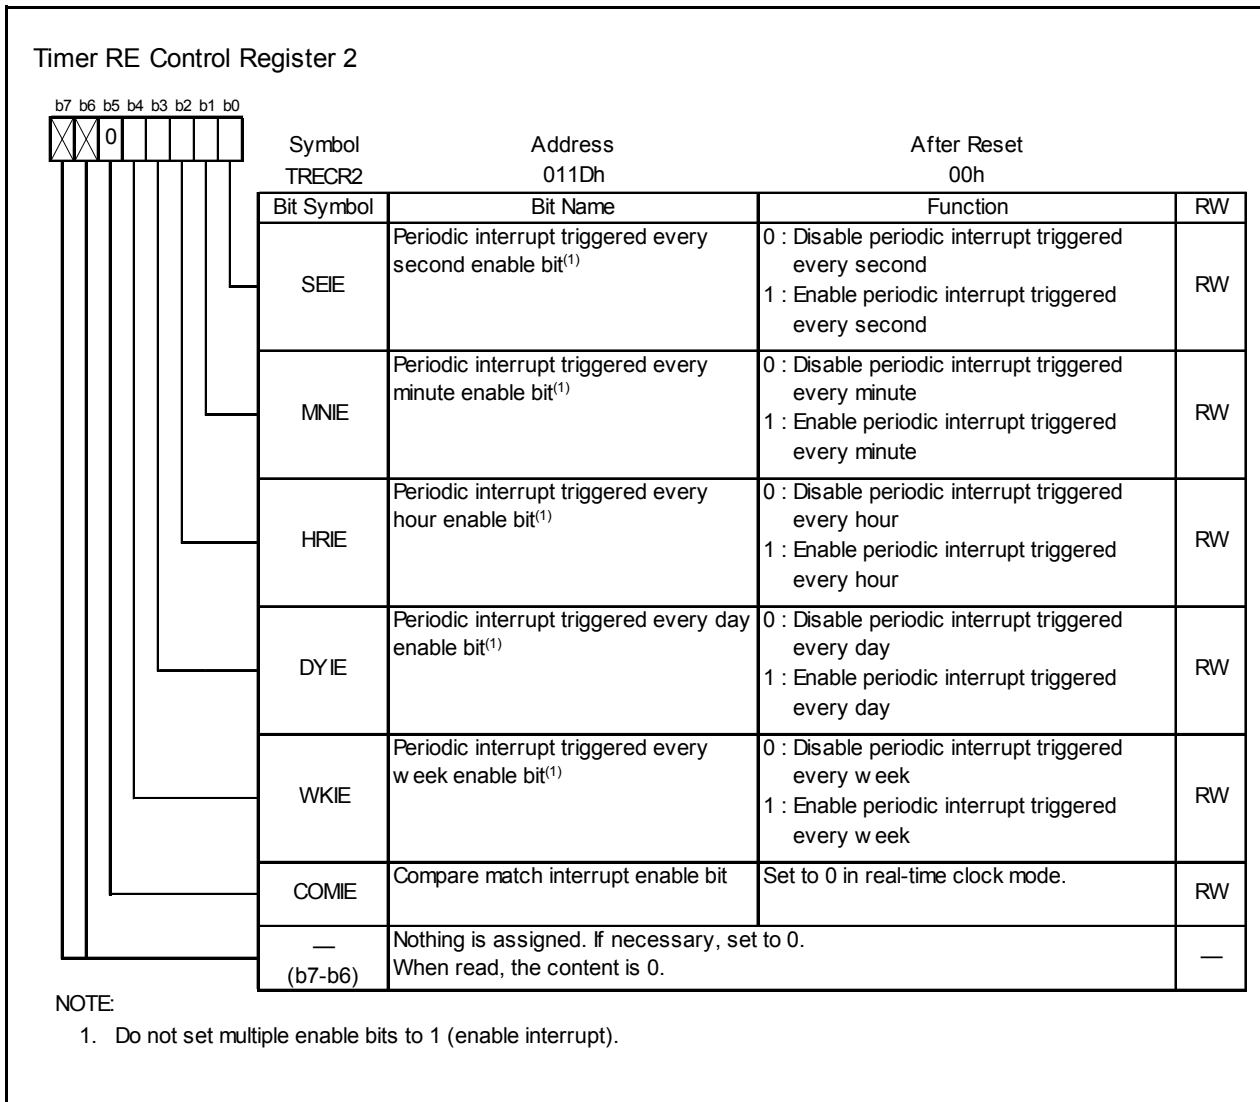 Timer RE Control Register 2
b7 b6 b5 b4 b3 b2 b1 b0
0
Symbol Address After Reset
TRECR2 011Dh 00h
Bit Symbol Bit Name Function RW
SEIE
Periodic interrupt triggered every
second enable bit(1)
0 : Disable periodic interrupt triggered
every second
1 : Enable periodic interrupt triggered
every second
RW
MNIE
Periodic interrupt triggered every
minute enable bit(1)
0 : Disable periodic interrupt triggered
every minute
1 : Enable periodic interrupt triggered
every minute
RW
HRIE
Periodic interrupt triggered every
hour enable bit(1)
0 : Disable periodic interrupt triggered
every hour
1 : Enable periodic interrupt triggered
every hour
RW
DYIE
Periodic interrupt triggered every day
enable bit(1)
0 : Disable periodic interrupt triggered
every day
1 : Enable periodic interrupt triggered
every day
RW
WKIE
Periodic interrupt triggered every
week enable bit(1)
0 : Disable periodic interrupt triggered
every week
1 : Enable periodic interrupt triggered
every week
RW
COMIE
Compare match interrupt enable bit
Set to 0 in real-time clock mode.
RW
—
(b7-b6)
Nothing is assigned. If necessary, set to 0.
When read, the content is 0.
—
NOTE:
1. Do not set multiple enable bits to 1 (enable interrupt).